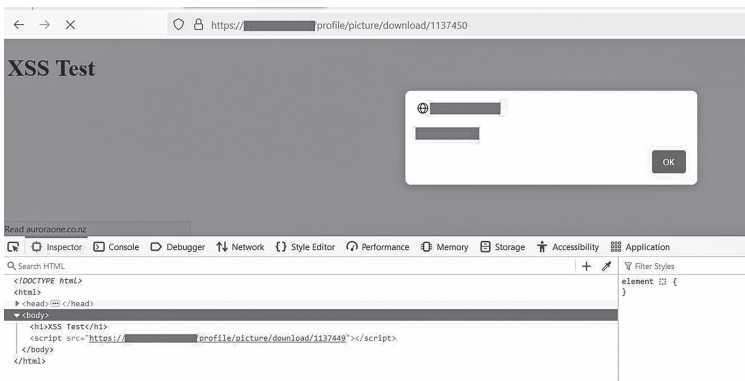 https:// /profile/picture/download/1137450
XSS Test
OK
Read auroraone.co.nz
Inspector Console Debugger Network {} Style Editor Performance Memory Storage Accessibility Application
Search HTML
Filter Styles
<!DOCTYPE html>
<html>
<head> </head>
<body>
<h1>XSS Test</h1>
<script src="https:// /profile/picture/download/1137449"></script>
</body>
</html>
element {
}